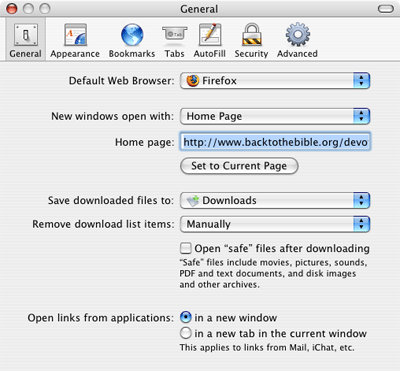 General
General Appearance Bookmarks Tabs AutoFill Security Advanced
Default Web Browser: Firefox
New windows open with: Home Page
Home page: http://www.backtothebible.org/devo
Set to Current Page
Save downloaded files to: Downloads
Remove download list items: Manually
Open “safe” files after downloading
“Safe” files include movies, pictures, sounds,
PDF and text documents, and disk images
and other archives.
Open links from applications: in a new window
in a new tab in the current window
This applies to links from Mail, iChat, etc.